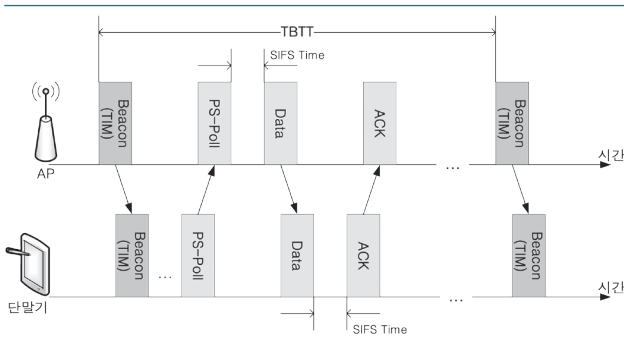 TBTT
SIFS Time
Beacon
(TIM)
PS-Poll
Data
ACK
Beacon
(TIM)
AP
...
시간
Beacon
(TIM)
...
PS-Poll
Data
ACK
Beacon
(TIM)
단말기
...
시간
SIFS Time